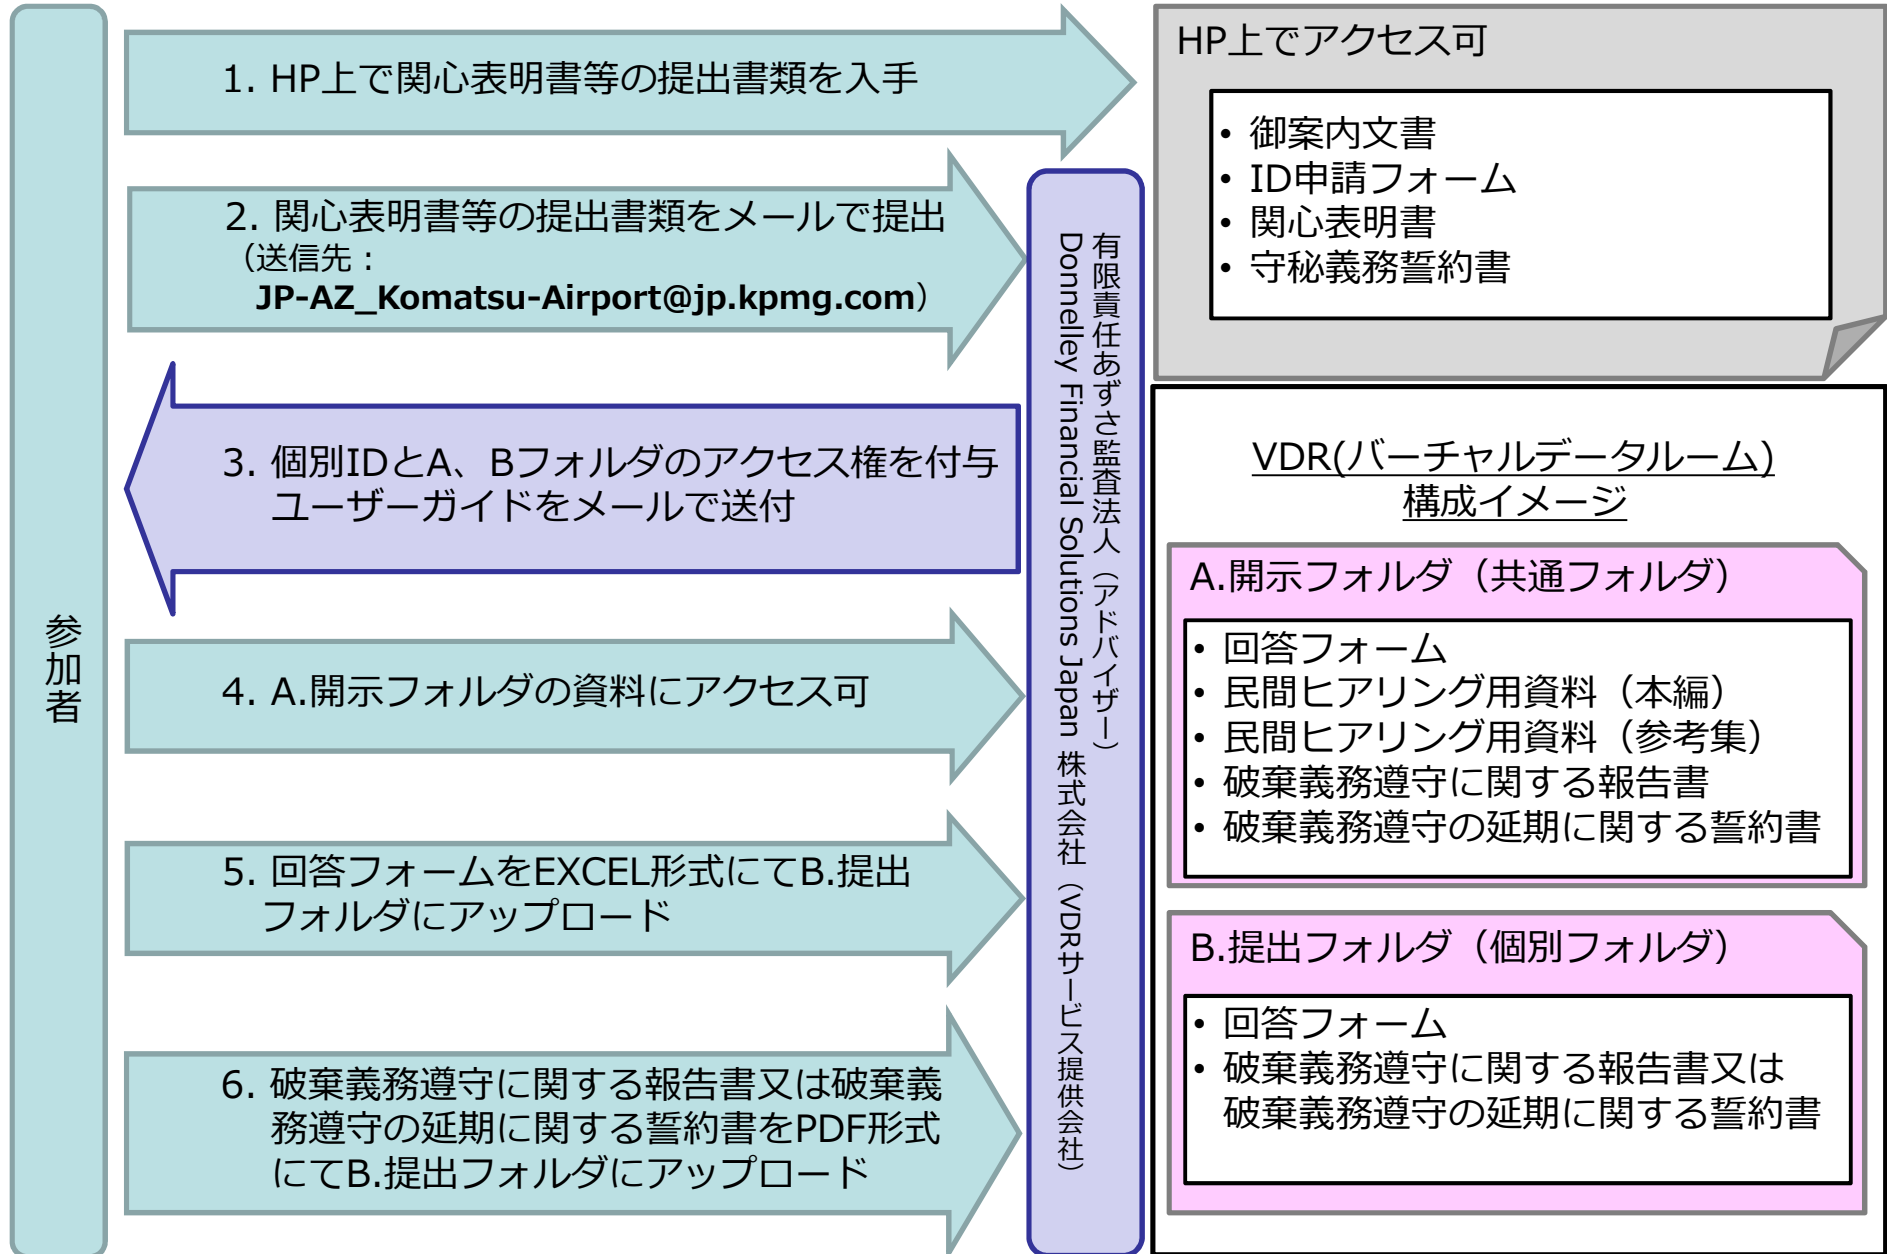 参加者
1. HP上で関心表明書等の提出書類を入手
2. 関心表明書等の提出書類をメールで提出
（送信先：
JP-AZ_Komatsu-Airport@jp.kpmg.com）
3. 個別IDとA、Bフォルダのアクセス権を付与
ユーザーガイドをメールで送付
4. A.開示フォルダの資料にアクセス可
5. 回答フォームをEXCEL形式にてB.提出
フォルダにアップロード
6. 破棄義務遵守に関する報告書又は破棄義
務遵守の延期に関する誓約書をPDF形式
にてB.提出フォルダにアップロード
有限責任あずさ監査法人（アドバイザー）
Donnelley Financial Solutions Japan 株式会社（VDRサービス提供会社）
HP上でアクセス可
• 御案内文書
• ID申請フォーム
• 関心表明書
• 守秘義務誓約書
VDR(バーチャルデータルーム)
構成イメージ
A.開示フォルダ（共通フォルダ）
• 回答フォーム
• 民間ヒアリング用資料（本編）
• 民間ヒアリング用資料（参考集）
• 破棄義務遵守に関する報告書
• 破棄義務遵守の延期に関する誓約書
B.提出フォルダ（個別フォルダ）
• 回答フォーム
• 破棄義務遵守に関する報告書又は
破棄義務遵守の延期に関する誓約書